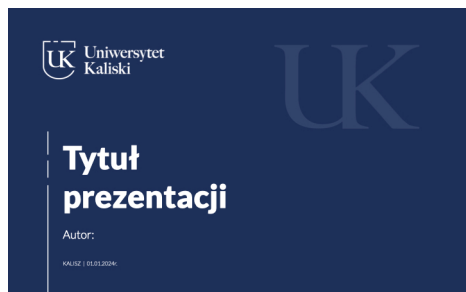 UK Uniwersytet
Kaliski
UK
Tytuł
prezentacji
Autor:
KALISZ | 01.01.2024r.